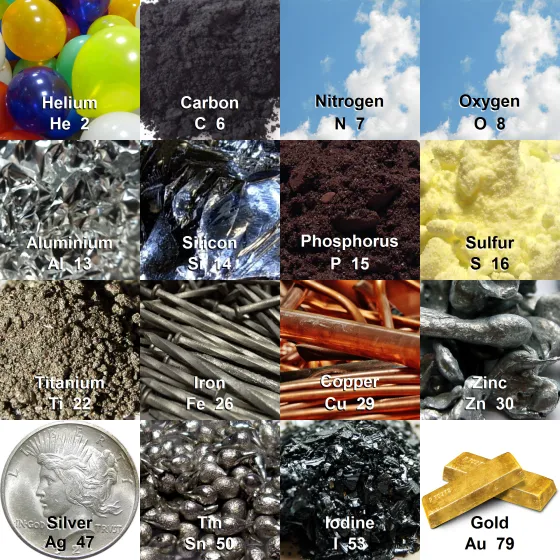 Helium
He 2
Carbon
C 6
Nitrogen
N 7
Oxygen
O 8
Aluminium
Al 13
Silicon
Si 14
Phosphorus
P 15
Sulfur
S 16
Titanium
Ti 22
Iron
Fe 26
Copper
Cu 29
Zinc
Zn 30
Silver
Ag 47
Tin
Sn 50
Iodine
I 53
Gold
Au 79